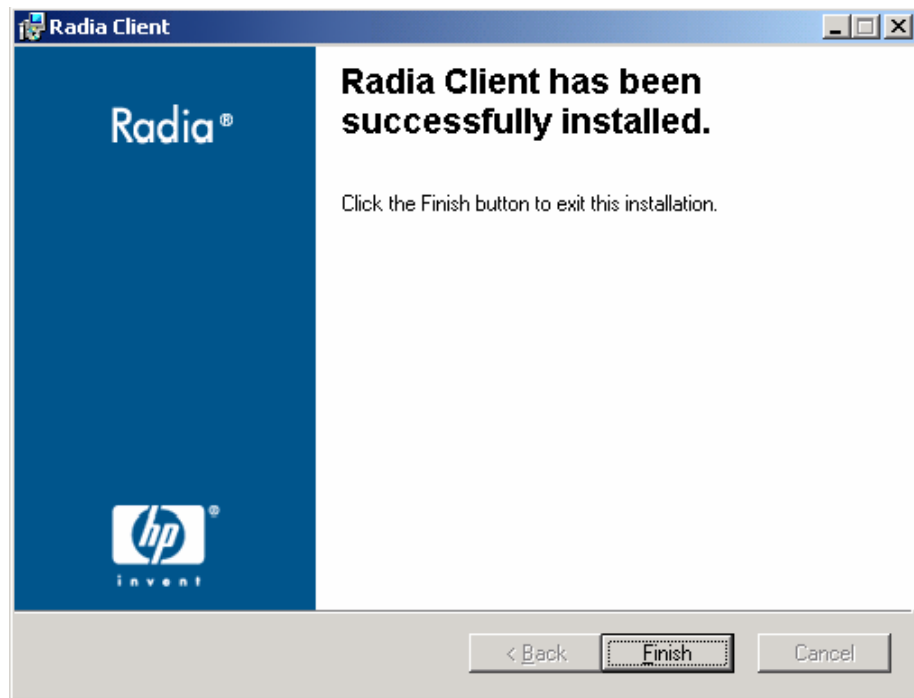 Radia Client
Radia®
Radia Client has been
successfully installed.
Click the Finish button to exit this installation.
hp®
invent
< Back
Finish
Cancel